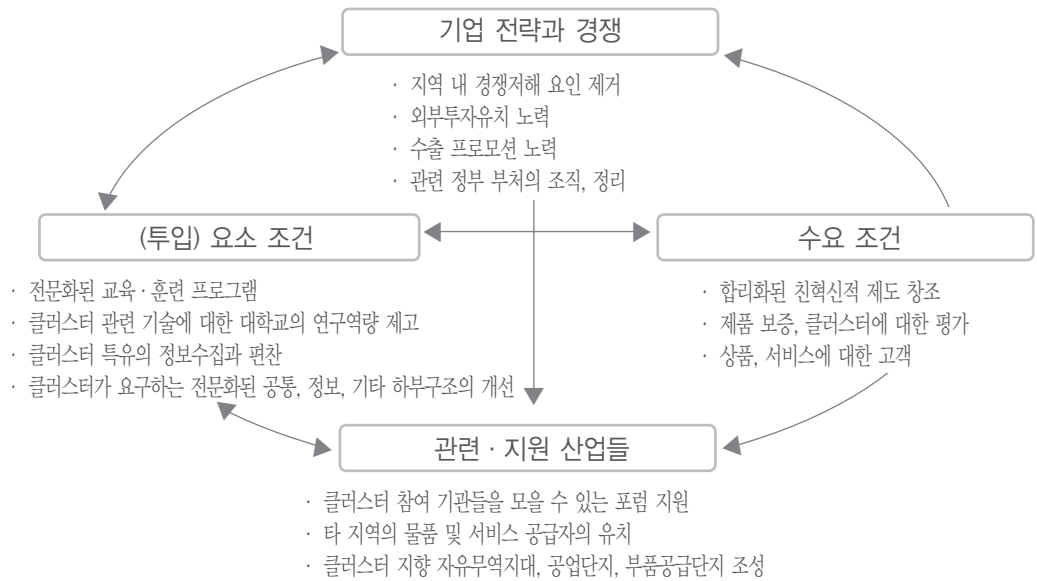 기업 전략과 경쟁
· 지역 내 경쟁저해 요인 제거
· 외부투자유치 노력
· 수출 프로모션 노력
· 관련 정부 부처의 조직, 정리
(투입) 요소 조건
· 전문화된 교육 · 훈련 프로그램
· 클러스터 관련 기술에 대한 대학교의 연구역량 제고
· 클러스터 특유의 정보수집과 편찬
· 클러스터가 요구하는 전문화된 공통, 정보, 기타 하부구조의 개선
수요 조건
· 합리화된 친혁신적 제도 창조
· 제품 보증, 클러스터에 대한 평가
· 상품, 서비스에 대한 고객
관련 · 지원 산업들
· 클러스터 참여 기관들을 모을 수 있는 포럼 지원
· 타 지역의 물품 및 서비스 공급자의 유치
· 클러스터 지향 자유무역지대, 공업단지, 부품공급단지 조성